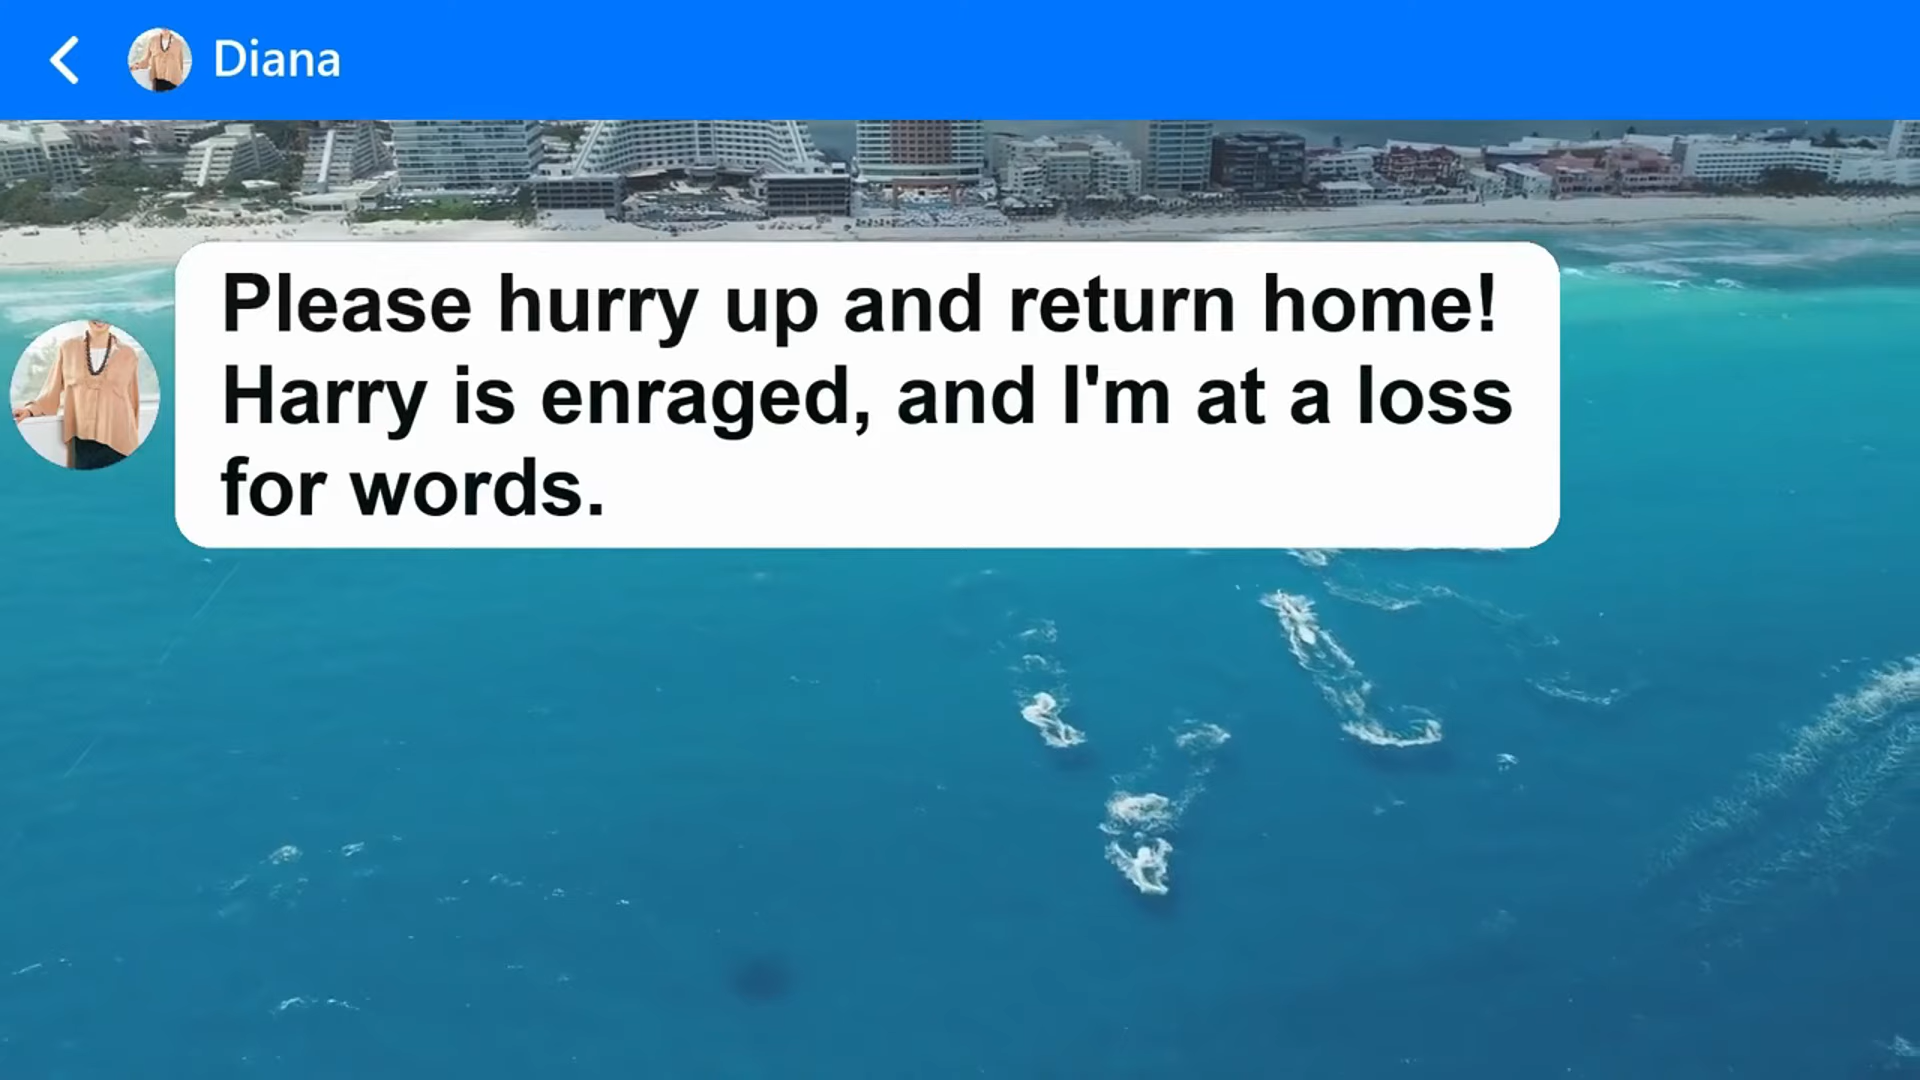 Diana
Please hurry up and return home!
Harry is enraged, and I'm at a loss
for words.